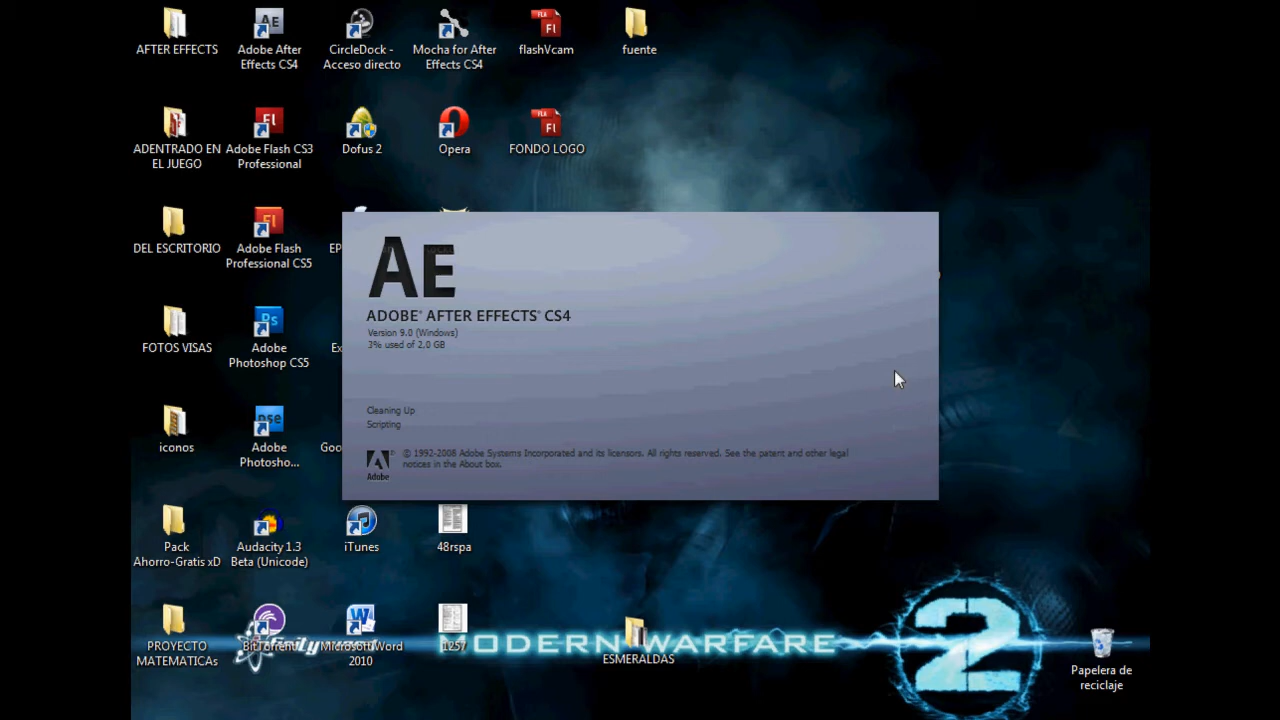 AFTER EFFECTS
Adobe After
Effects CS4
CircleDock -
Acceso directo
Mocha for After
Effects CS4
flashVcam
fuente
ADENTRADO EN
EL JUEGO
Adobe Flash CS3
Professional
Dofus 2
Opera
FONDO LOGO
DEL ESCRITORIO
Adobe Flash
Professional CS5
EP
AE
ADOBE® AFTER EFFECTS® CS4
Version 9.0 (Windows)
3% used of 2,0 GB
FOTOS VISAS
Adobe
Photoshop CS5
Ex
Cleaning Up
Scripting
iconos
Adobe
Photosho...
Goo
© 1992-2008 Adobe Systems Incorporated and its licensors. All rights reserved. See the patent and other legal
notices in the About box.
Adobe
Pack
Ahorro-Gratis xD
Audacity 1.3
Beta (Unicode)
iTunes
48rspa
PROYECTO
MATEMATICAs
BitTorrent
Microsoft Word
2010
1257
MODERN WARFARE
2
ESMERALDAS
Papelera de
reciclaje